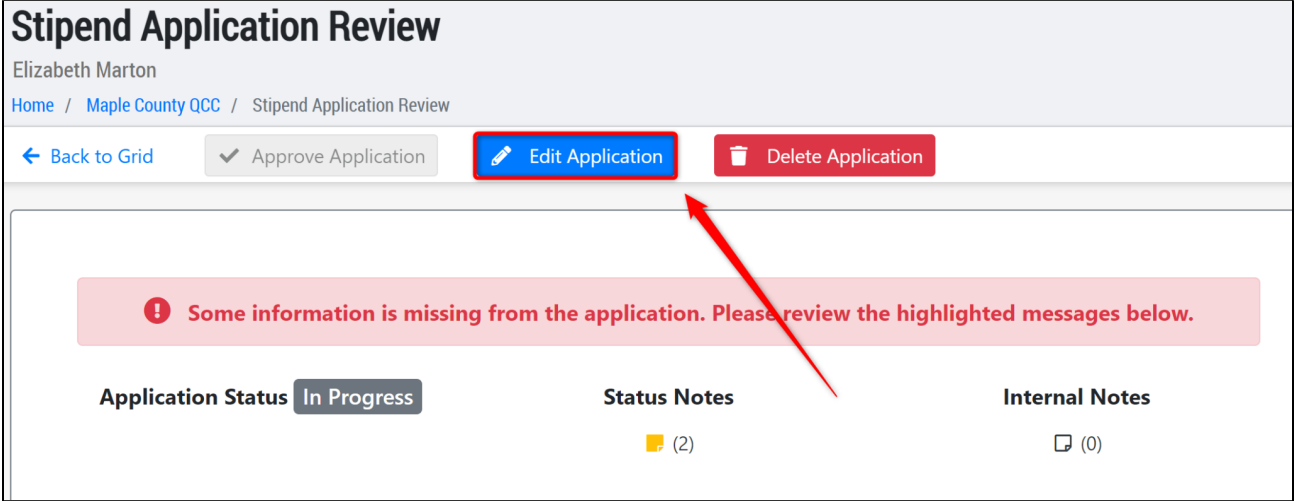 Stipend Application Review
Elizabeth Marton
Home / Maple County QCC / Stipend Application Review
Back to Grid Approve Application Edit Application Delete Application
Some information is missing from the application. Please review the highlighted messages below.
Application Status In Progress Status Notes Internal Notes
(2) (0)